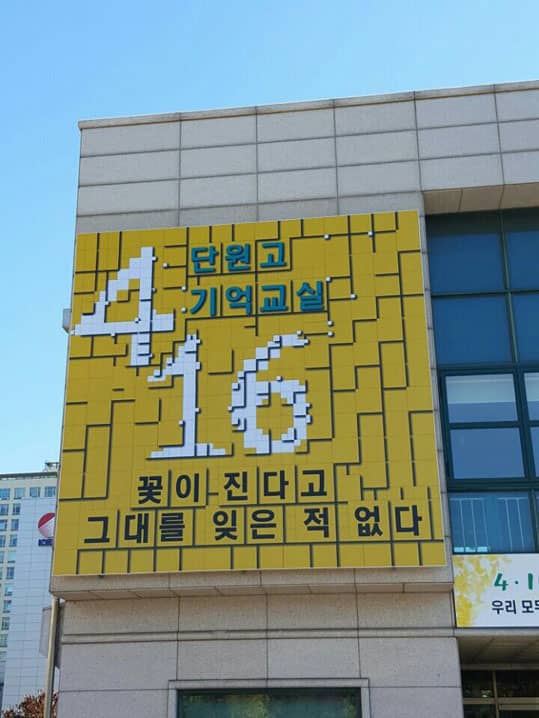 단원고
기억교실
4
16
꽃이 진다고
그대를 잊은 적 없다
4·1
우리 모두